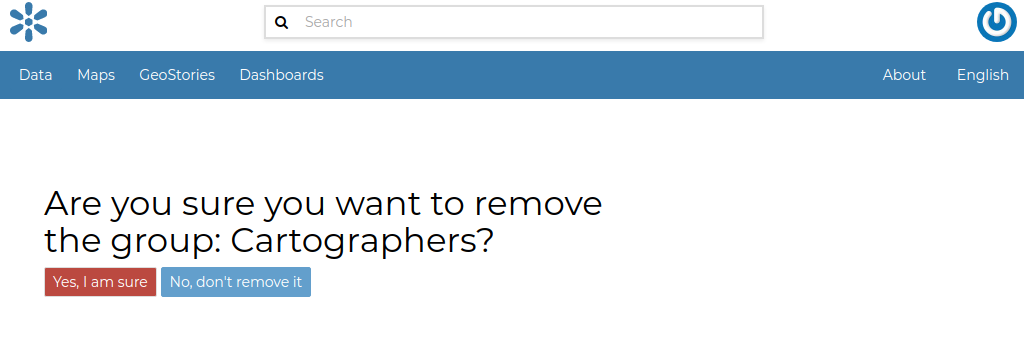 Search
Data Maps GeoStories Dashboards About English
Are you sure you want to remove
the group: Cartographers?
Yes, I am sure No, don't remove it